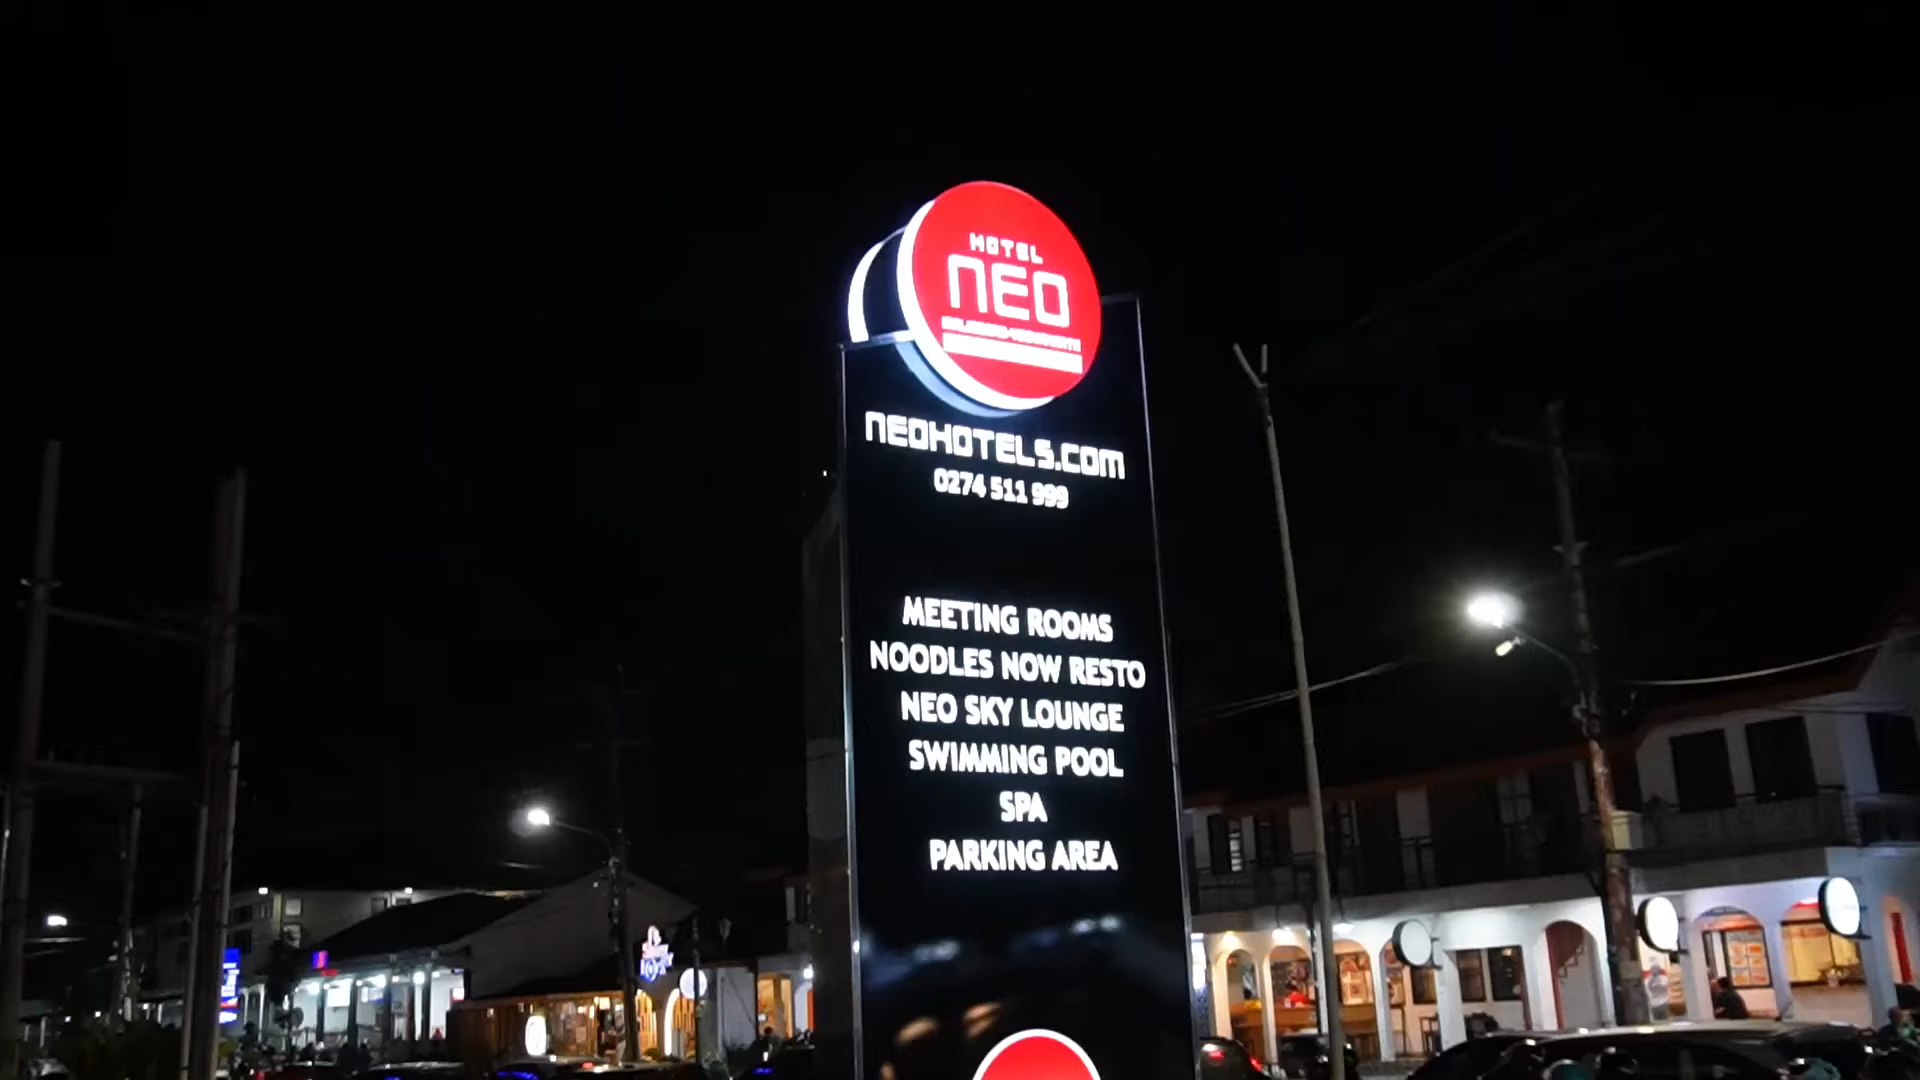 HOTEL
NEO
NEOHOTELS.COM
0274 511 999
MEETING ROOMS
NOODLES NOW RESTO
NEO SKY LOUNGE
SWIMMING POOL
SPA
PARKING AREA